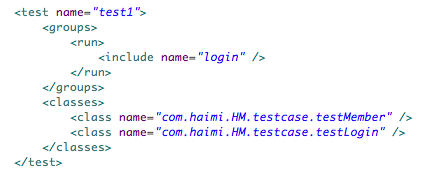 <test name="test1">
<groups>
<run>
<include name="login" />
</run>
</groups>
<classes>
<class name="com.haimi.HM.testcase.testMember" />
<class name="com.haimi.HM.testcase.testLogin" />
</classes>
</test>